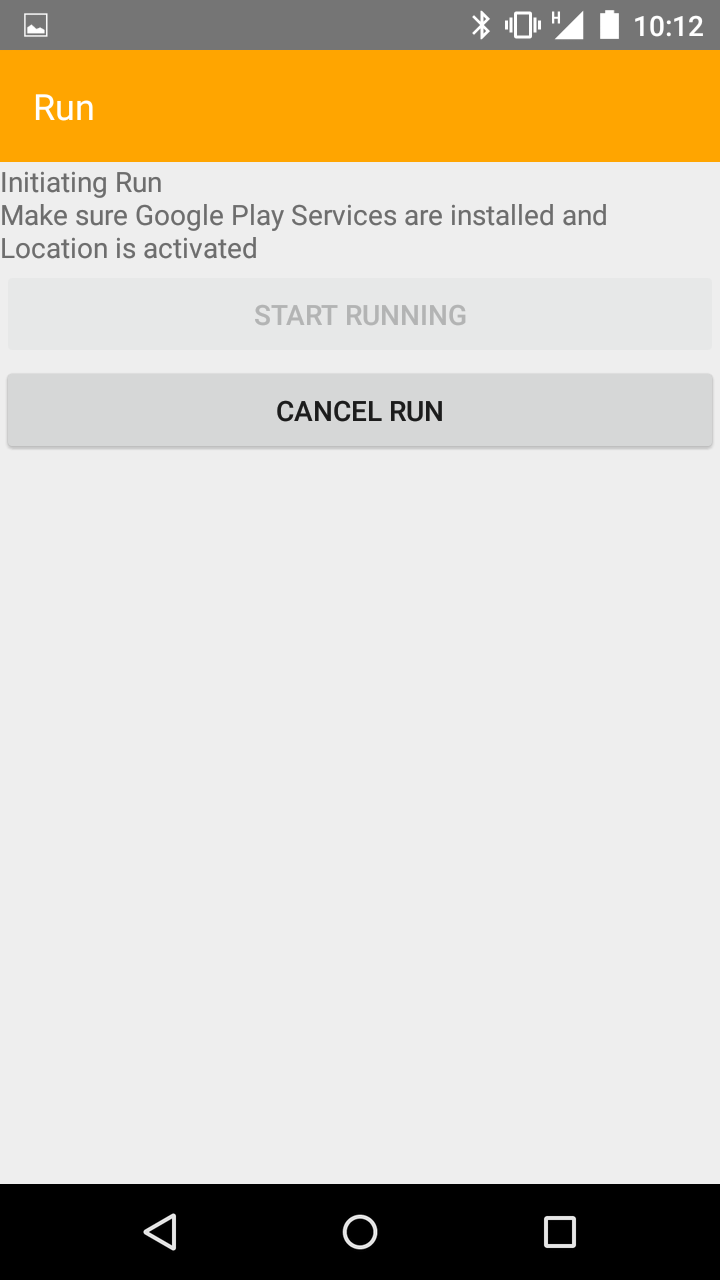 H 10:12
Run
Initiating Run
Make sure Google Play Services are installed and
Location is activated
START RUNNING
CANCEL RUN